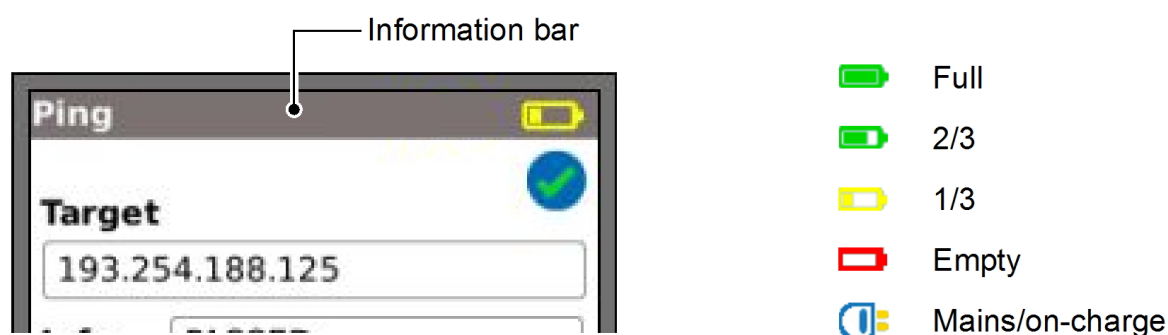 Information bar
Ping
Target
193.254.188.125
Full
2/3
1/3
Empty
Mains/on-charge